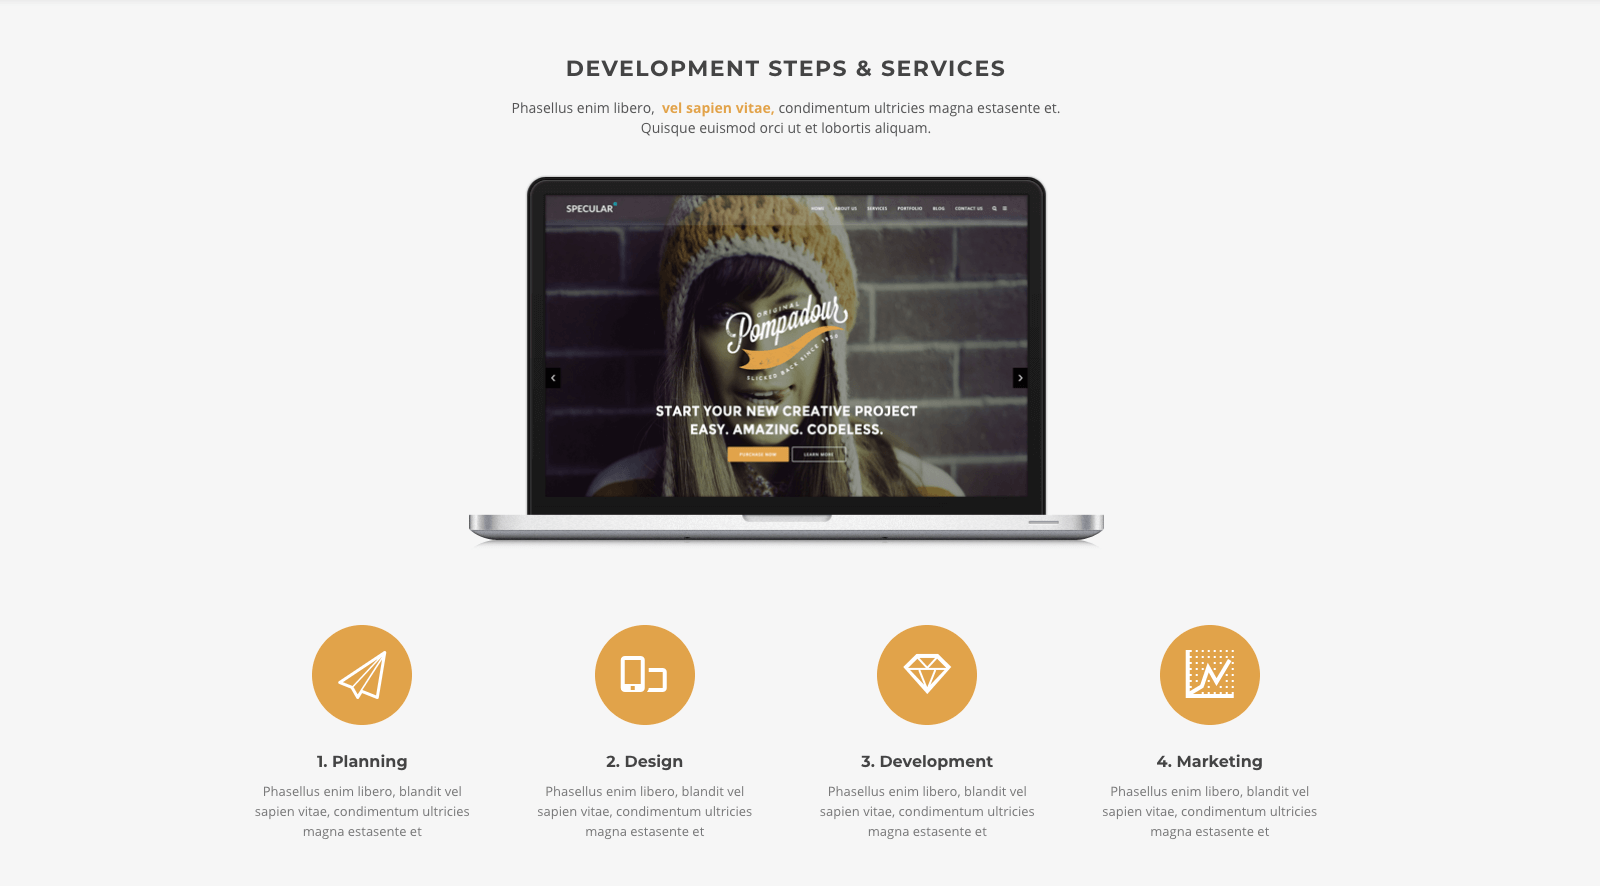 DEVELOPMENT STEPS & SERVICES
Phasellus enim libero, vel sapien vitae, condimentum ultricies magna estasente et.
Quisque euismod orci ut et lobortis aliquam.
SPECULAR
HOME ABOUT US SERVICES PORTFOLIO BLOG CONTACT US
ORIGINAL
Pompadour
SLICKED BACK SINCE
START YOUR NEW CREATIVE PROJECT
EASY. AMAZING. CODELESS.
PURCHASE NOW LEARN MORE
1. Planning
Phasellus enim libero, blandit vel
sapien vitae, condimentum ultricies
magna estasente et
2. Design
Phasellus enim libero, blandit vel
sapien vitae, condimentum ultricies
magna estasente et
3. Development
Phasellus enim libero, blandit vel
sapien vitae, condimentum ultricies
magna estasente et
4. Marketing
Phasellus enim libero, blandit vel
sapien vitae, condimentum ultricies
magna estasente et